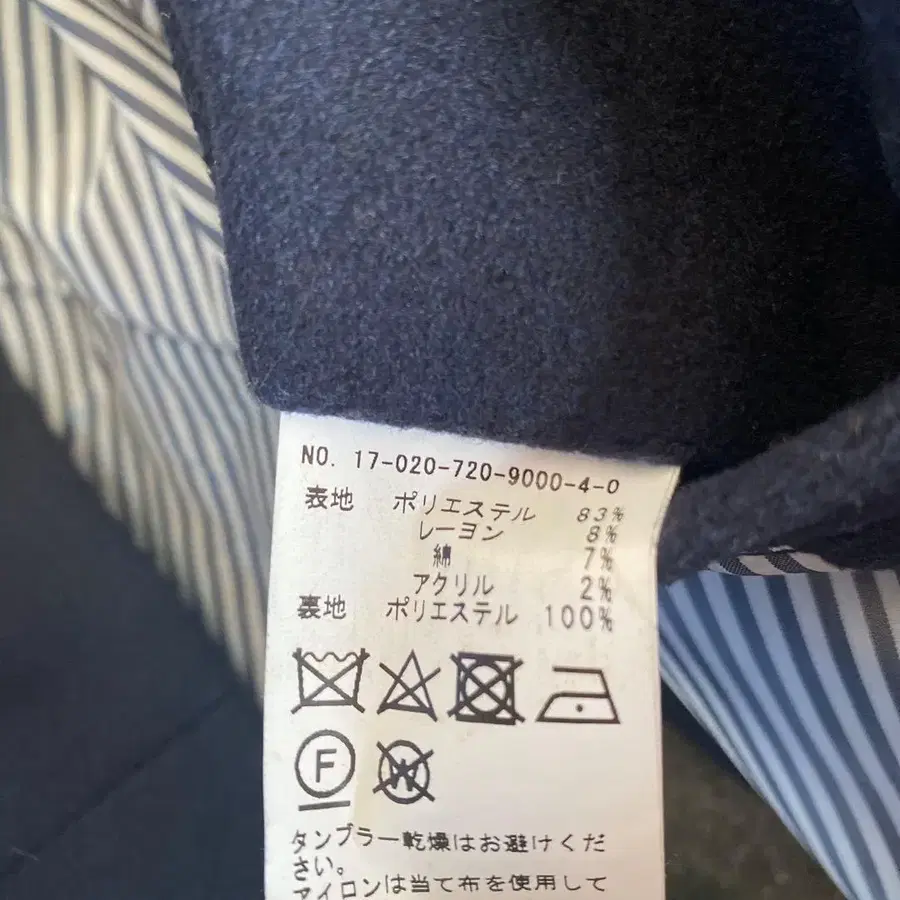 NO. 17-020-720-9000-4-0
表地 ポリエステル 83%
レーヨン 8%
綿 7%
アクリル 2%
裏地 ポリエステル 100%
F
W
タンブラー乾燥はお避けくだ
さい。
アイロンは当て布を使用して